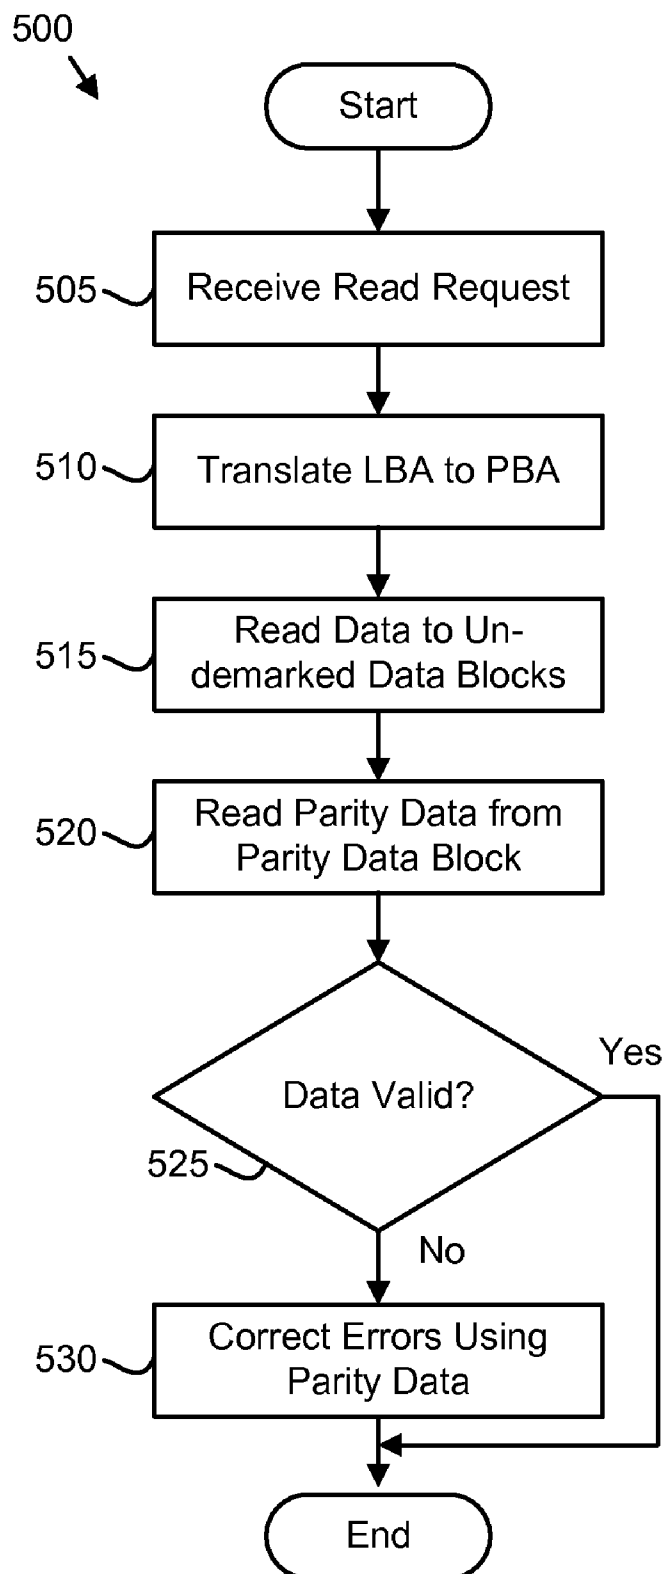 500
Start
505
Receive Read Request
510
Translate LBA to PBA
515
Read Data to Un-
demarked Data Blocks
520
Read Parity Data from
Parity Data Block
Yes
Data Valid?
525
No
530
Correct Errors Using
Parity Data
End